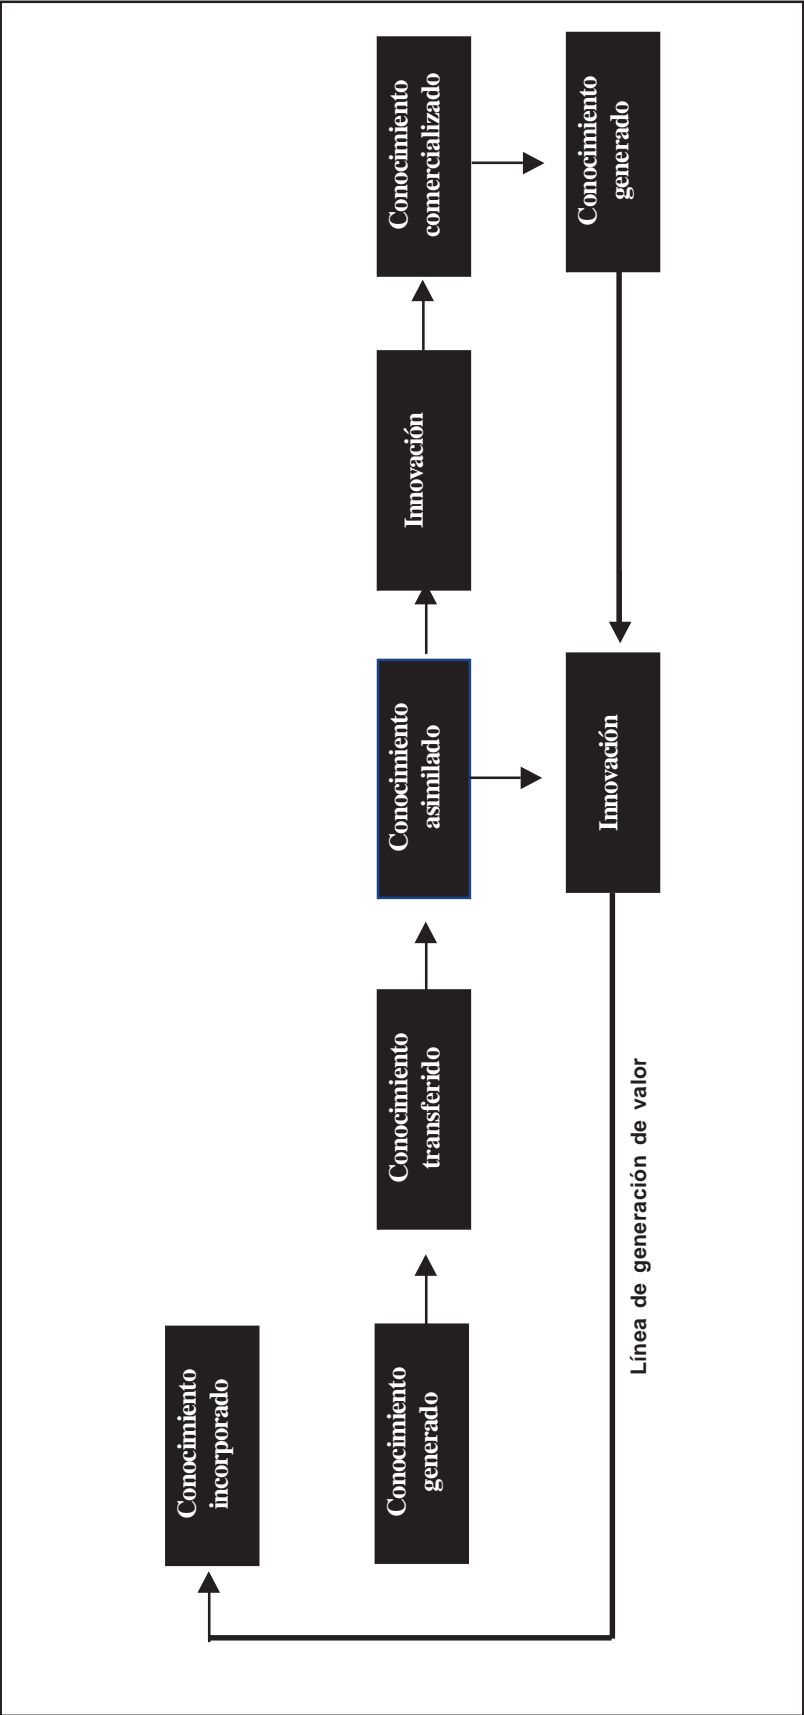 Conocimiento
incorporado
Conocimiento
generado
Conocimiento
transferido
Conocimiento
asimilado
Innovación
Conocimiento
comercializado
Línea de generación de valor
Innovación
Conocimiento
generado